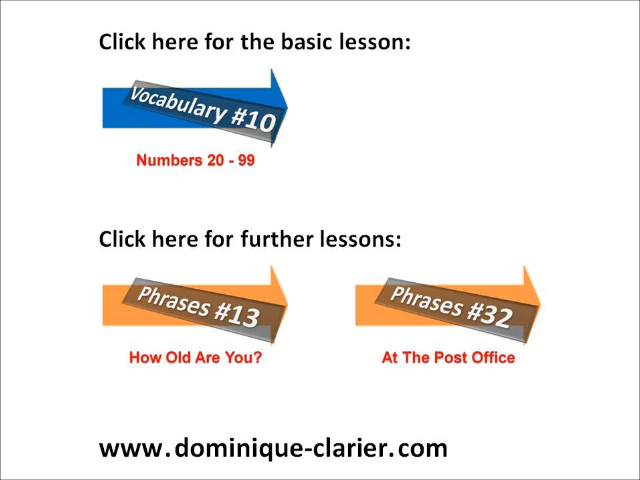 Click here for the basic lesson:
Vocabulary #10
Numbers 20 - 99
Click here for further lessons:
Phrases #13
Phrases #32
How Old Are You?
At The Post Office
www.dominique-clarier.com